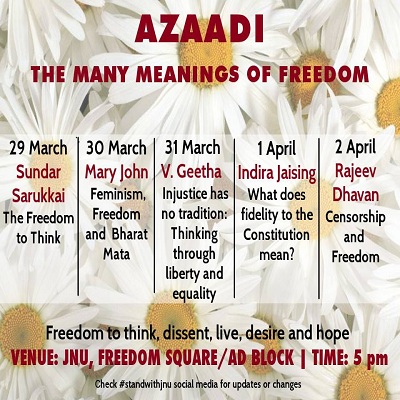 AZAADI
THE MANY MEANINGS OF FREEDOM
29 March
Sundar
Sarukkai
The Freedom
to Think
30 March
Mary John
Feminism,
Freedom
and Bharat
Mata
31 March
V. Geetha
Injustice has
no tradition:
Thinking
through
liberty and
equality
1 April
Indira Jaising
What does
fidelity to the
Constitution
mean?
2 April
Rajeev
Dhavan
Censorship
and
Freedom
Freedom to think, dissent, live, desire and hope
VENUE: JNU, FREEDOM SQUARE/AD BLOCK | TIME: 5 pm
Check #standwithjnu social media for updates or changes